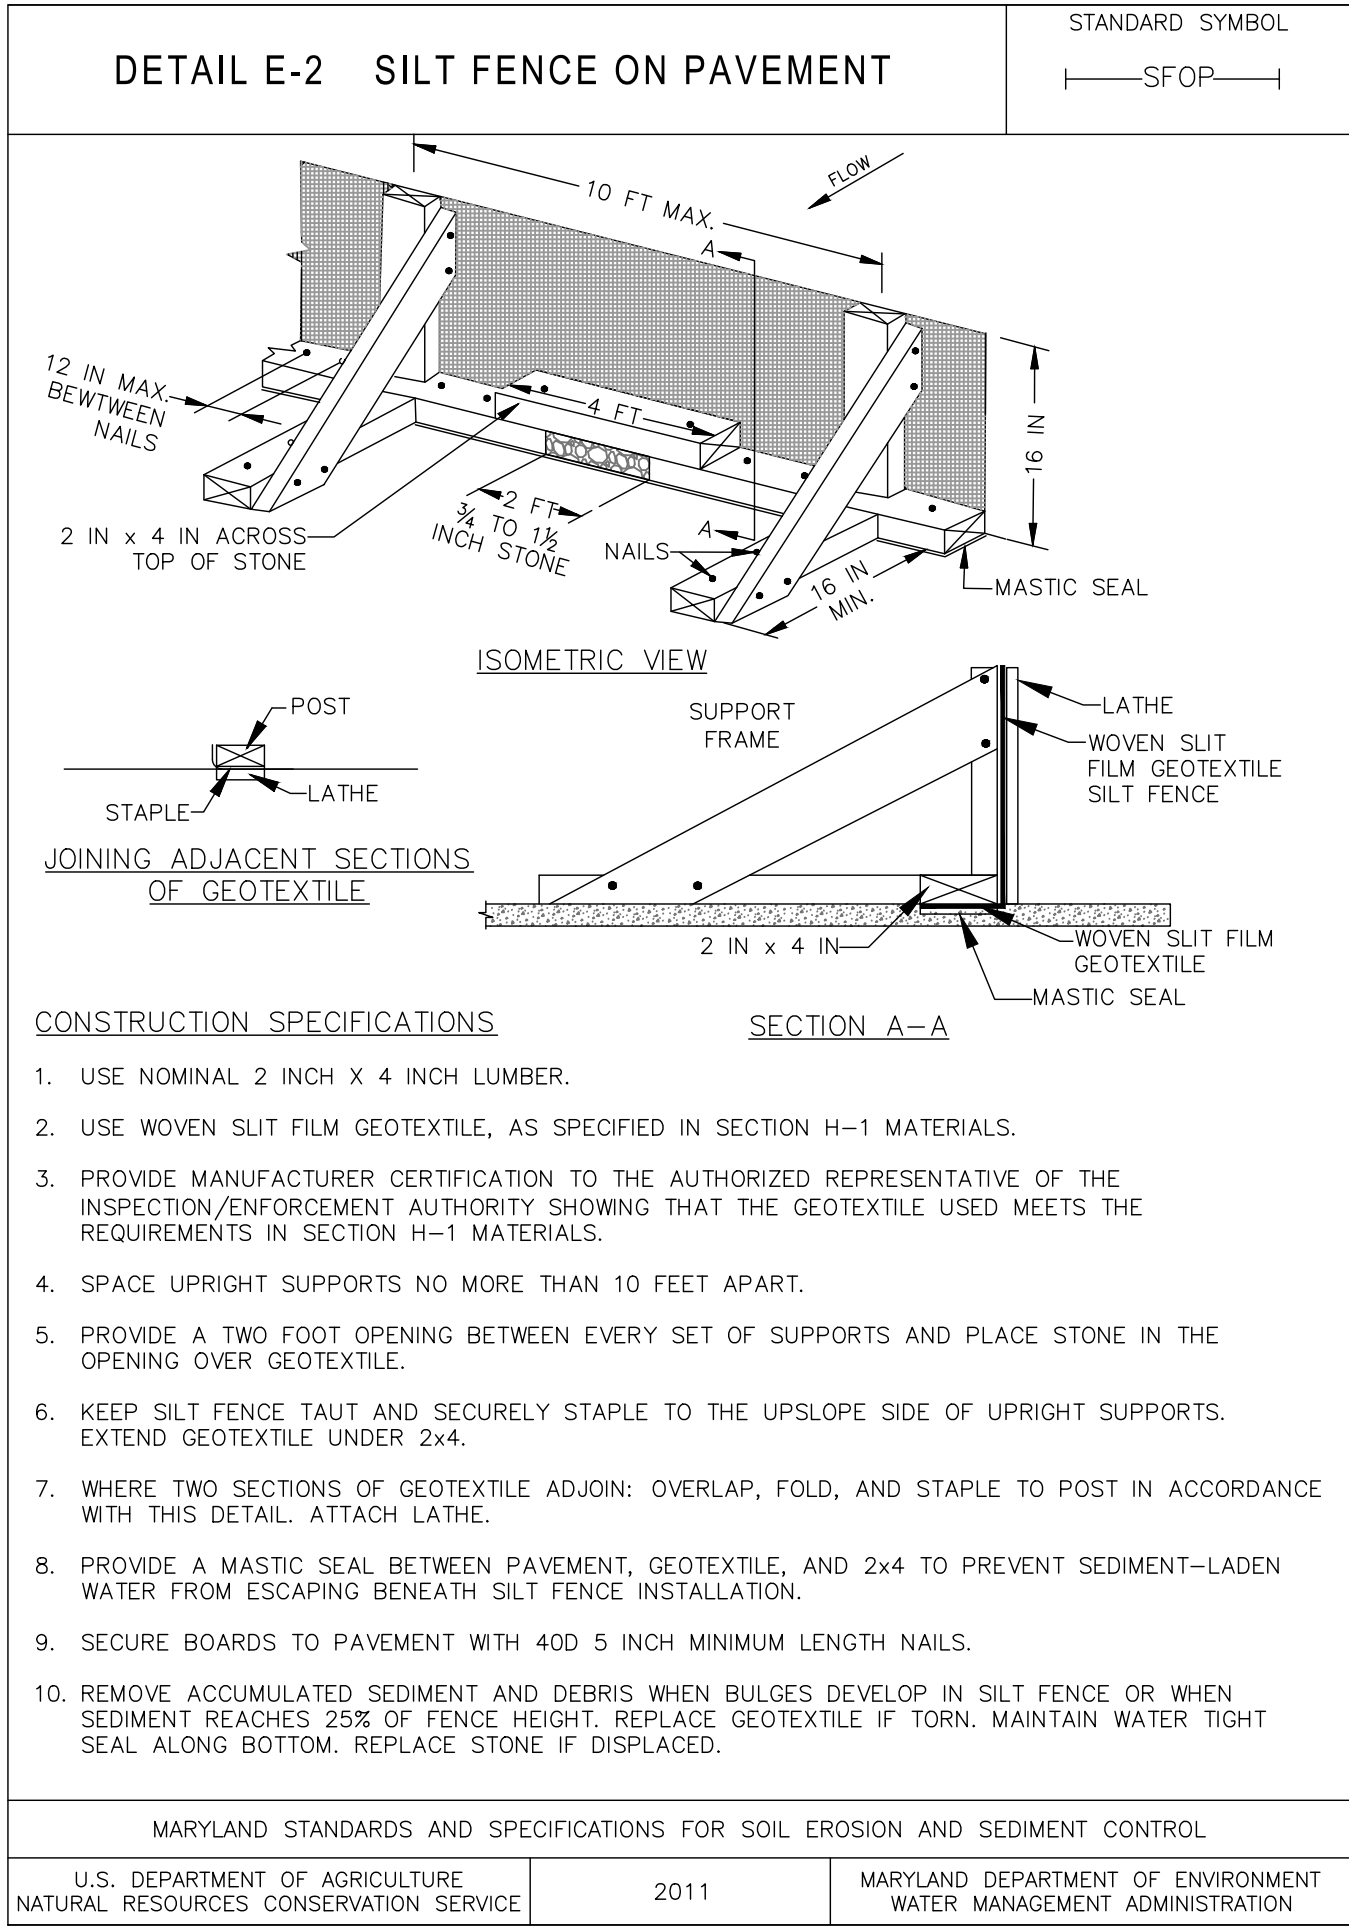 DETAIL E-2 SILT FENCE ON PAVEMENT
STANDARD SYMBOL
SFOP
FLOW
10 FT MAX.
A
12 IN MAX.
BEWTWEEN
NAILS
4 FT
16 IN
2 IN x 4 IN ACROSS
TOP OF STONE
2 FT
3/4 TO 1 1/2
INCH STONE
A
NAILS
16 IN
MIN.
MASTIC SEAL
ISOMETRIC VIEW
POST
STAPLE
LATHE
JOINING ADJACENT SECTIONS
OF GEOTEXTILE
SUPPORT
FRAME
LATHE
WOVEN SLIT
FILM GEOTEXTILE
SILT FENCE
2 IN x 4 IN
WOVEN SLIT FILM
GEOTEXTILE
MASTIC SEAL
SECTION A-A
CONSTRUCTION SPECIFICATIONS
1. USE NOMINAL 2 INCH X 4 INCH LUMBER.
2. USE WOVEN SLIT FILM GEOTEXTILE, AS SPECIFIED IN SECTION H-1 MATERIALS.
3. PROVIDE MANUFACTURER CERTIFICATION TO THE AUTHORIZED REPRESENTATIVE OF THE
INSPECTION/ENFORCEMENT AUTHORITY SHOWING THAT THE GEOTEXTILE USED MEETS THE
REQUIREMENTS IN SECTION H-1 MATERIALS.
4. SPACE UPRIGHT SUPPORTS NO MORE THAN 10 FEET APART.
5. PROVIDE A TWO FOOT OPENING BETWEEN EVERY SET OF SUPPORTS AND PLACE STONE IN THE
OPENING OVER GEOTEXTILE.
6. KEEP SILT FENCE TAUT AND SECURELY STAPLE TO THE UPSLOPE SIDE OF UPRIGHT SUPPORTS.
EXTEND GEOTEXTILE UNDER 2x4.
7. WHERE TWO SECTIONS OF GEOTEXTILE ADJOIN: OVERLAP, FOLD, AND STAPLE TO POST IN ACCORDANCE
WITH THIS DETAIL. ATTACH LATHE.
8. PROVIDE A MASTIC SEAL BETWEEN PAVEMENT, GEOTEXTILE, AND 2x4 TO PREVENT SEDIMENT-LADEN
WATER FROM ESCAPING BENEATH SILT FENCE INSTALLATION.
9. SECURE BOARDS TO PAVEMENT WITH 40D 5 INCH MINIMUM LENGTH NAILS.
10. REMOVE ACCUMULATED SEDIMENT AND DEBRIS WHEN BULGES DEVELOP IN SILT FENCE OR WHEN
SEDIMENT REACHES 25% OF FENCE HEIGHT. REPLACE GEOTEXTILE IF TORN. MAINTAIN WATER TIGHT
SEAL ALONG BOTTOM. REPLACE STONE IF DISPLACED.
MARYLAND STANDARDS AND SPECIFICATIONS FOR SOIL EROSION AND SEDIMENT CONTROL
U.S. DEPARTMENT OF AGRICULTURE
NATURAL RESOURCES CONSERVATION SERVICE
2011
MARYLAND DEPARTMENT OF ENVIRONMENT
WATER MANAGEMENT ADMINISTRATION